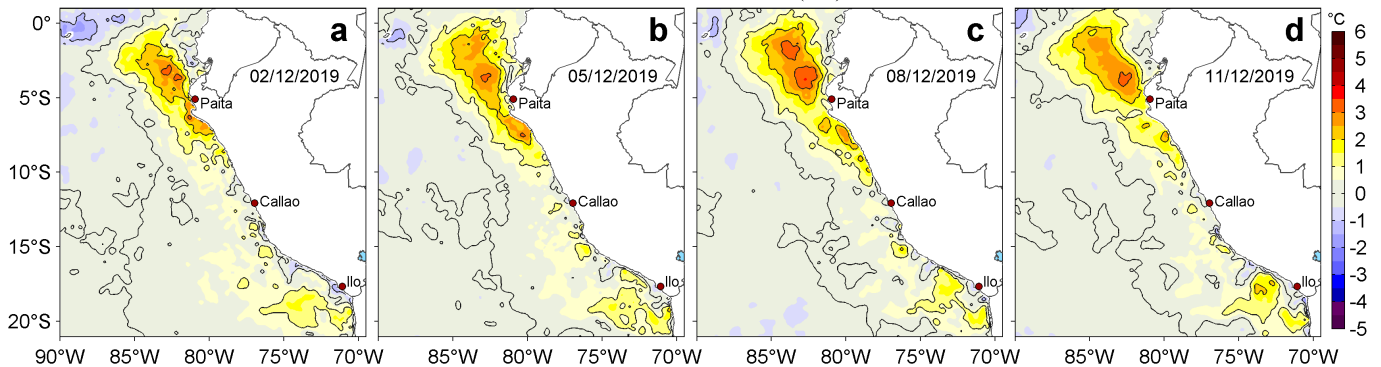 a
b
c
d
°C
02/12/2019
05/12/2019
08/12/2019
11/12/2019
Paita
Callao
Ilo
Paita
Callao
Ilo
Paita
Callao
Ilo
Paita
Callao
Ilo
0°
5°S
10°S
15°S
20°S
90°W 85°W 80°W 75°W 70°W
85°W 80°W 75°W 70°W
85°W 80°W 75°W 70°W
85°W 80°W 75°W 70°W
6
5
4
3
2
1
0
-1
-2
-3
-4
-5